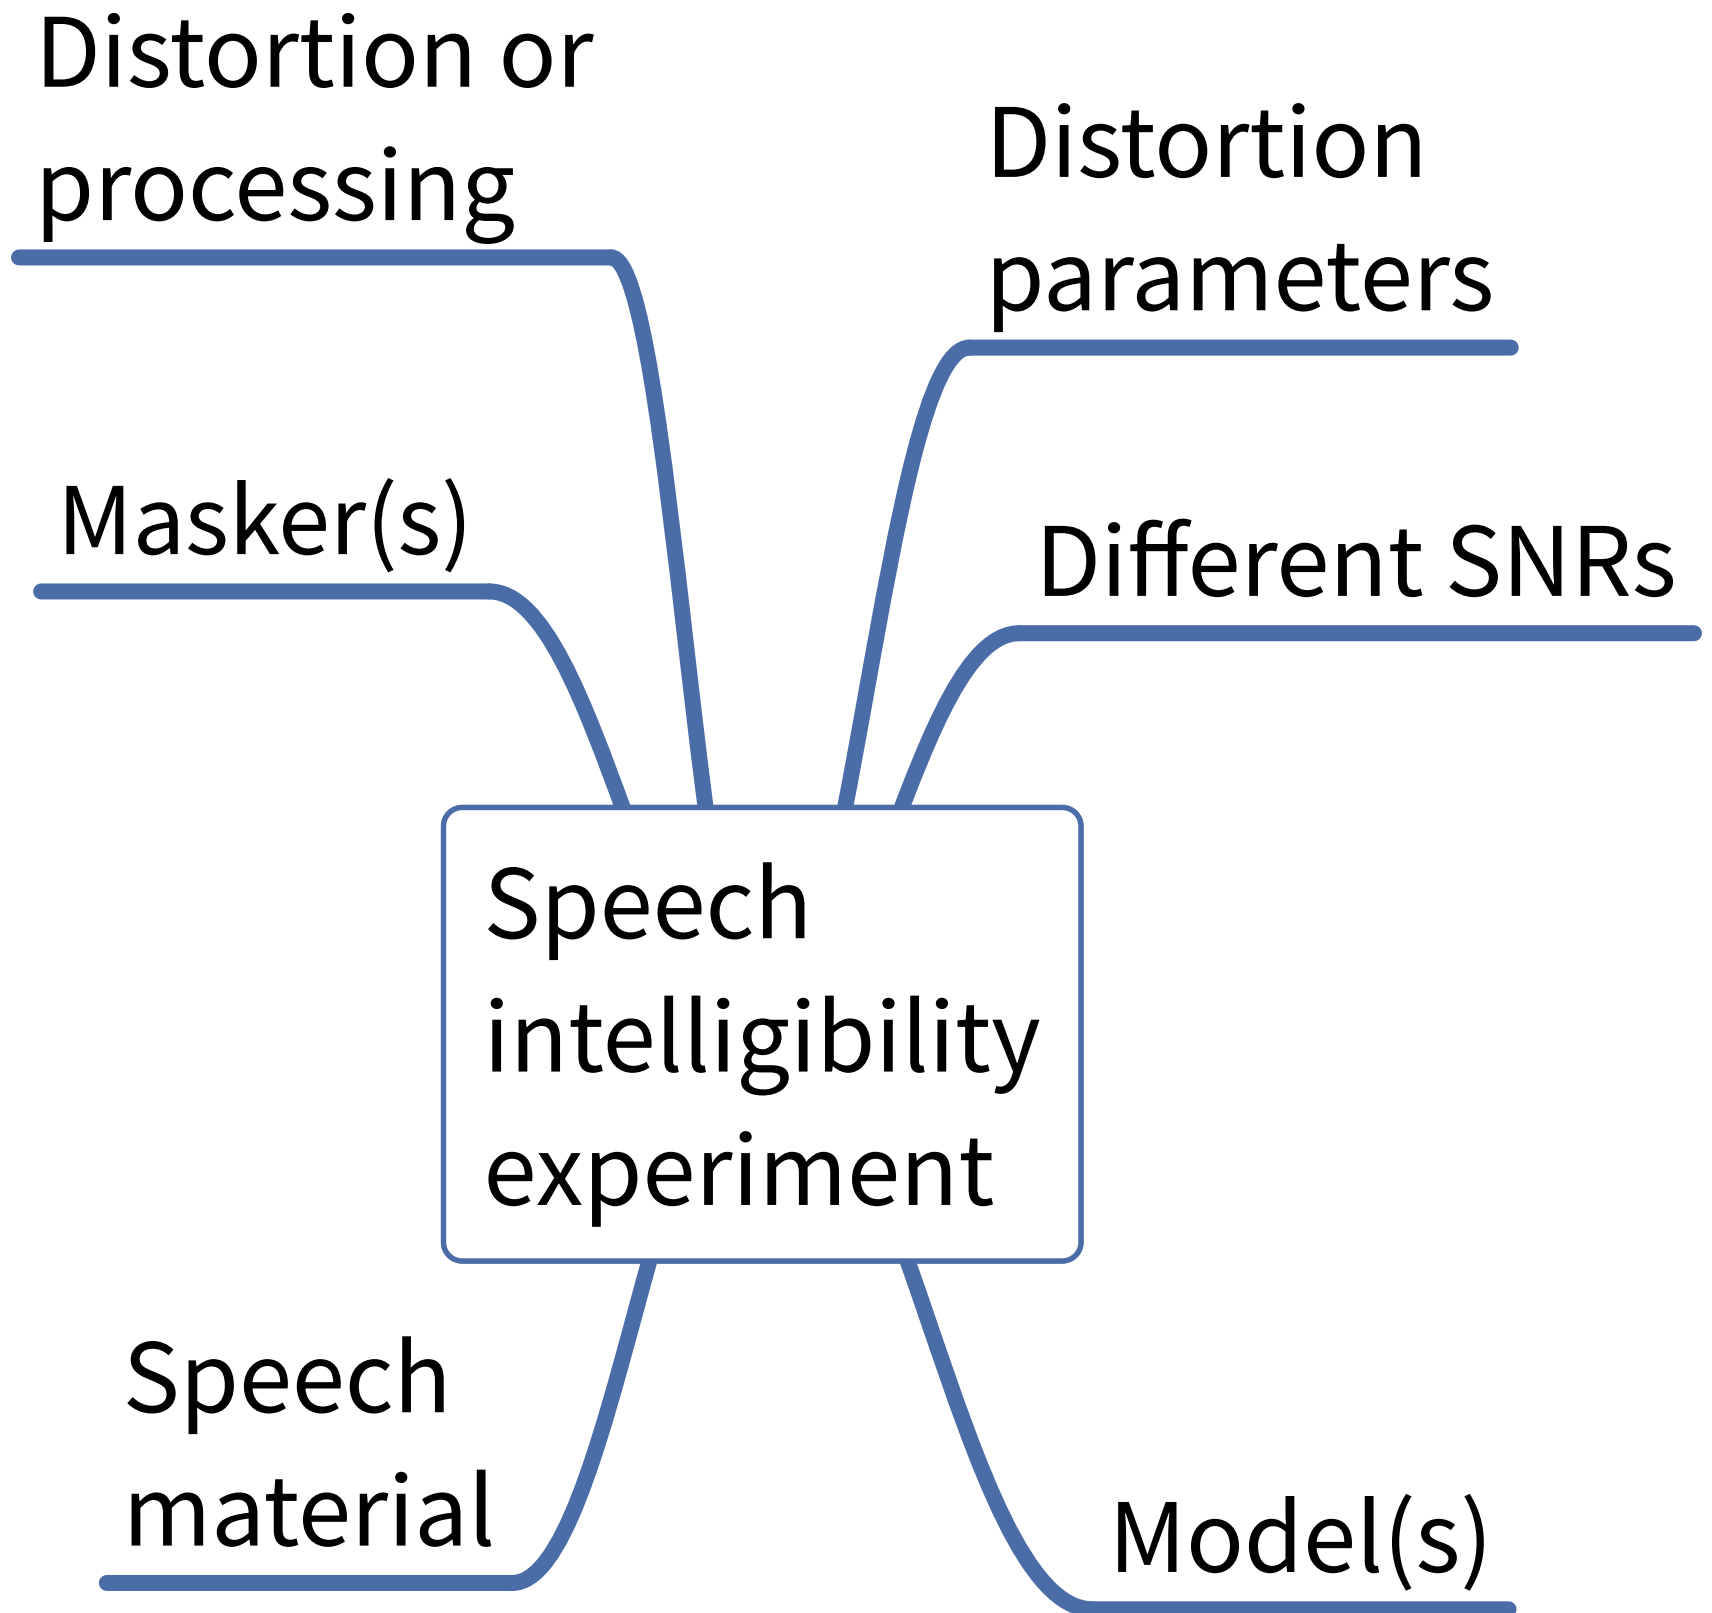 Distortion or
processing
Distortion
parameters
Masker(s)
Different SNRs
Speech
intelligibility
experiment
Speech
material
Model(s)